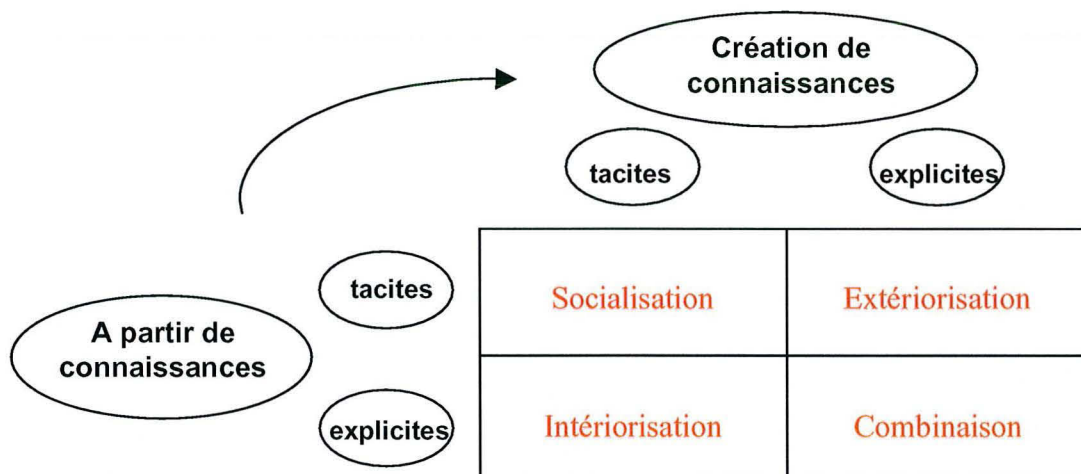 Création de
connaissances
tacites
explicites
A partir de
connaissances
tacites
Socialisation
Extériorisation
explicites
Intériorisation
Combinaison